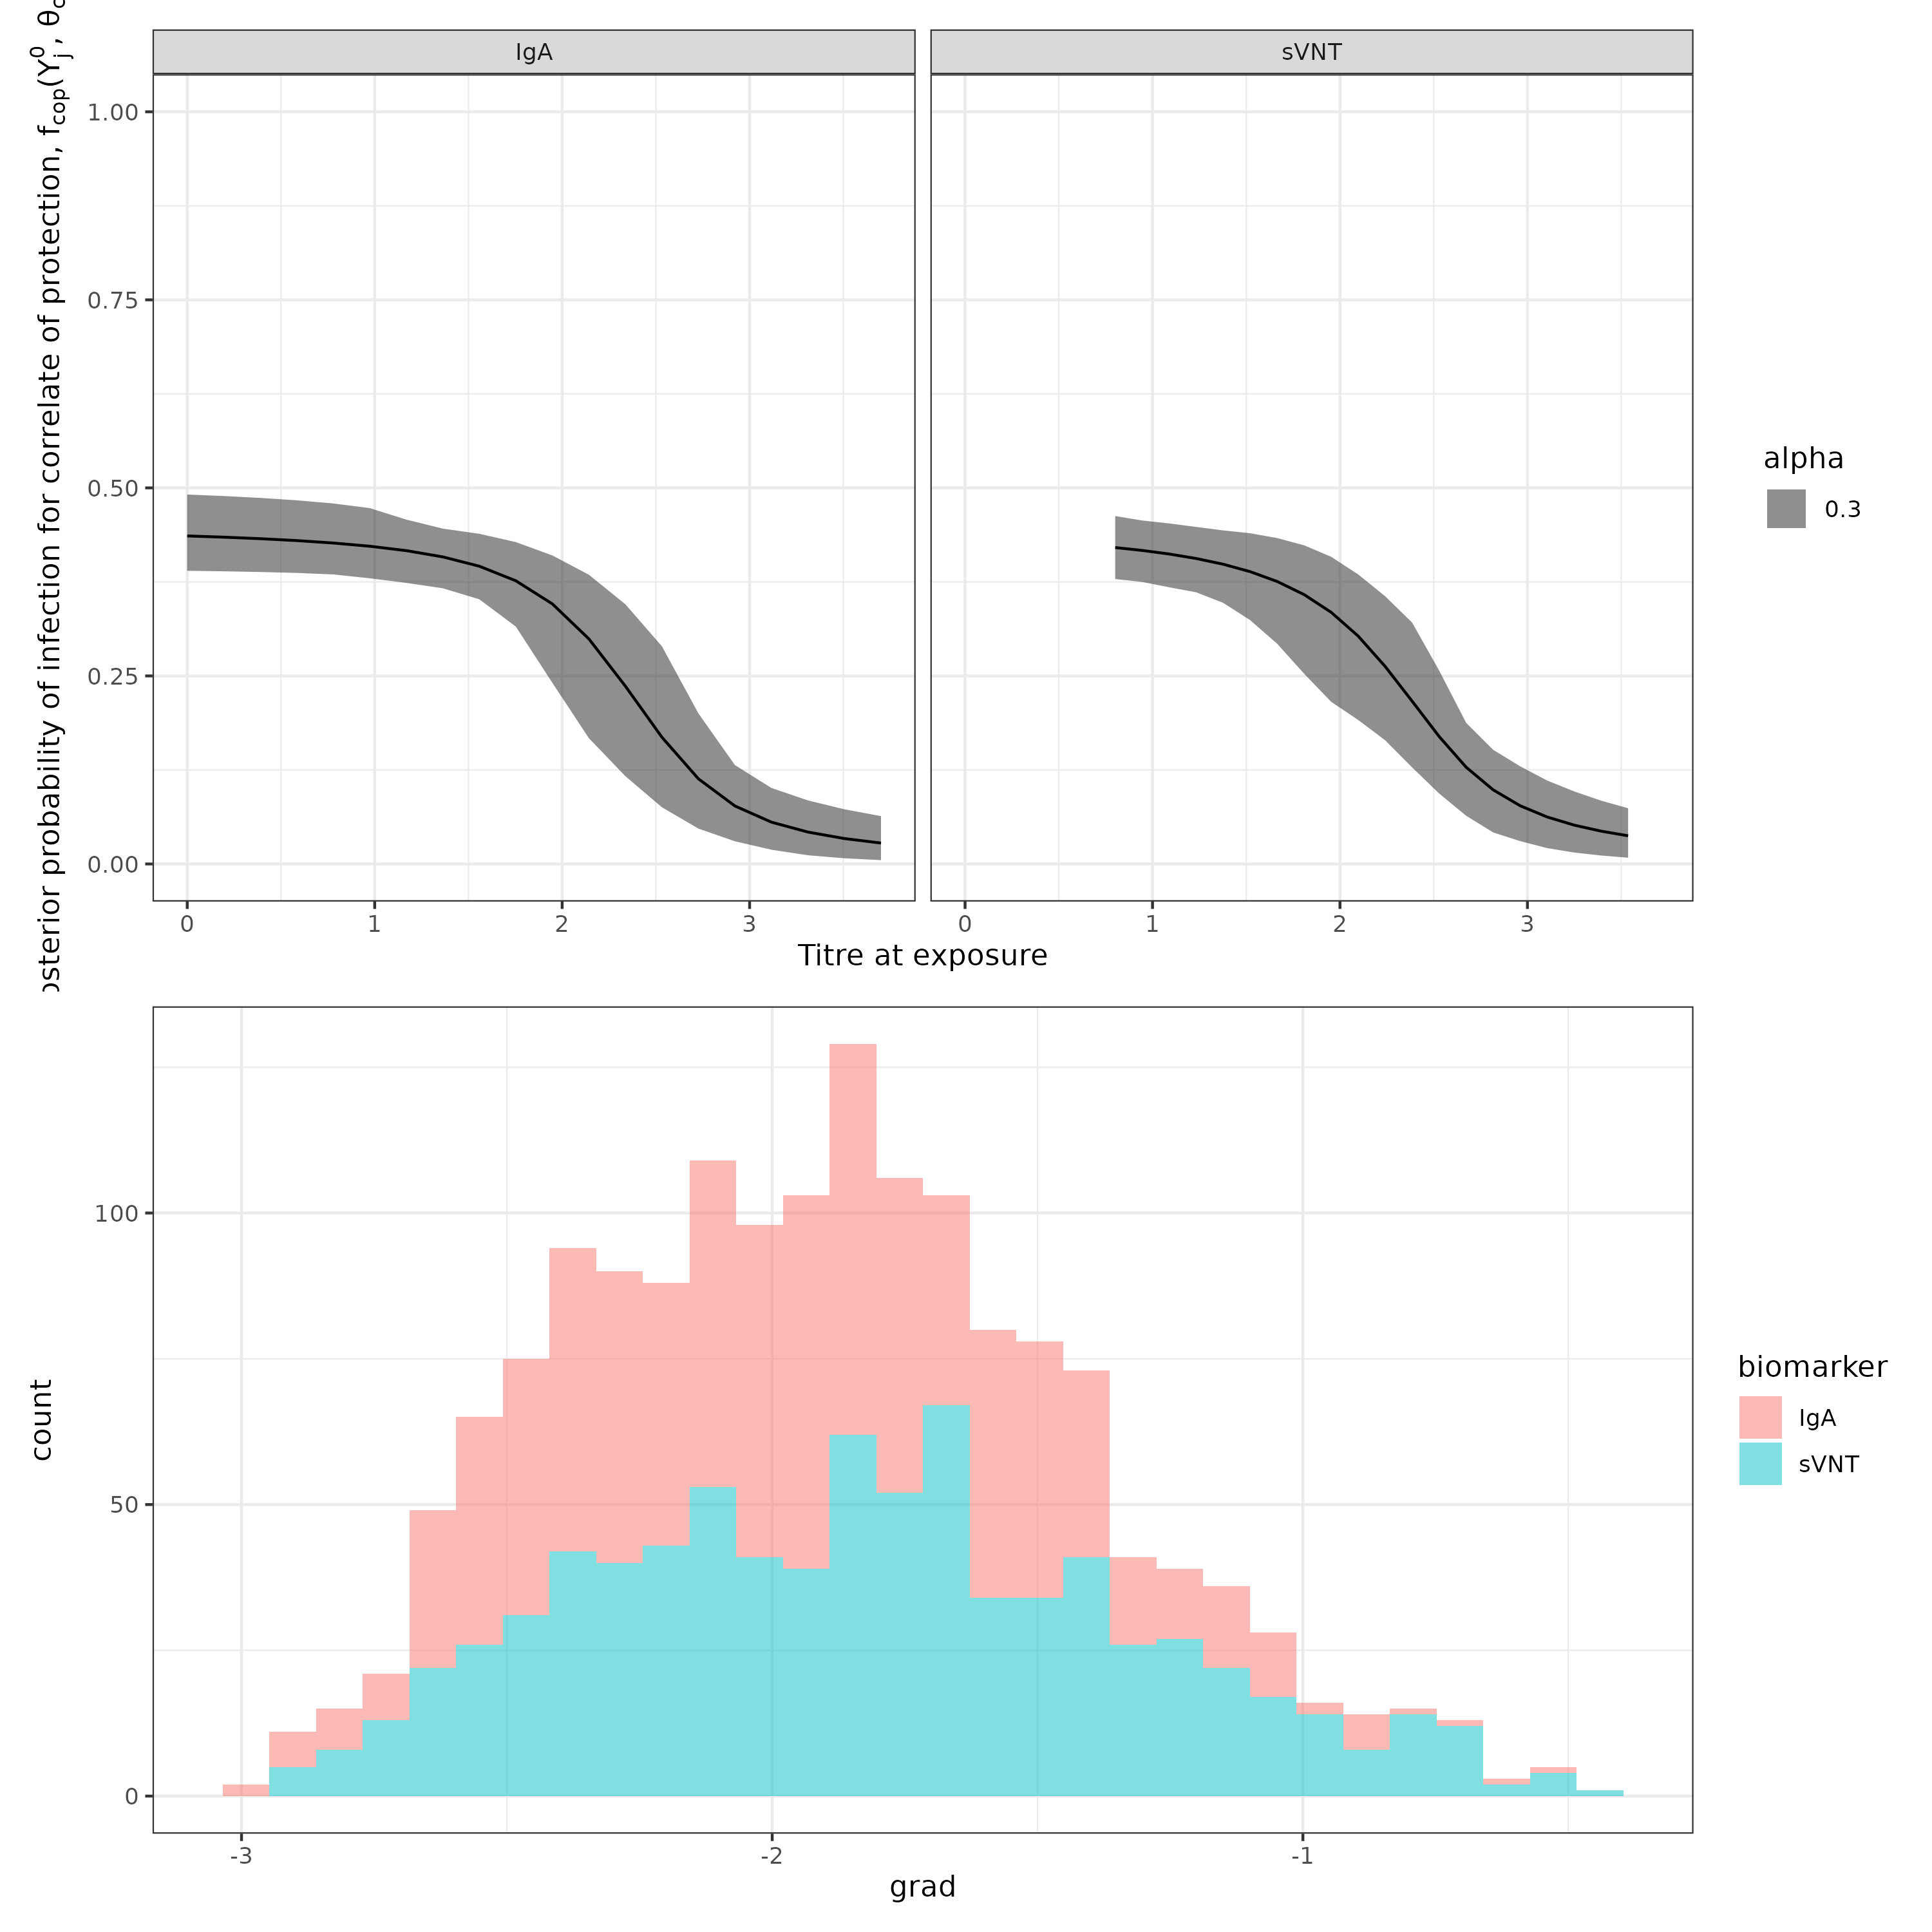 IgA
sVNT
osterior probability of infection for correlate of protection, f_cop(Y_j^0, θ
1.00
0.75
0.50
0.25
0.00
0
1
2
3
0
1
2
3
Titre at exposure
alpha
0.3
count
100
50
0
-3
-2
-1
grad
biomarker
IgA
sVNT